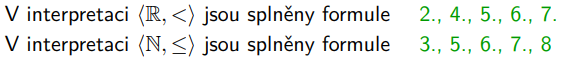 V interpretaci ⟨ℝ, <⟩ jsou splněny formule 2., 4., 5., 6., 7.
V interpretaci ⟨ℕ, ≤⟩ jsou splněny formule 3., 5., 6., 7., 8